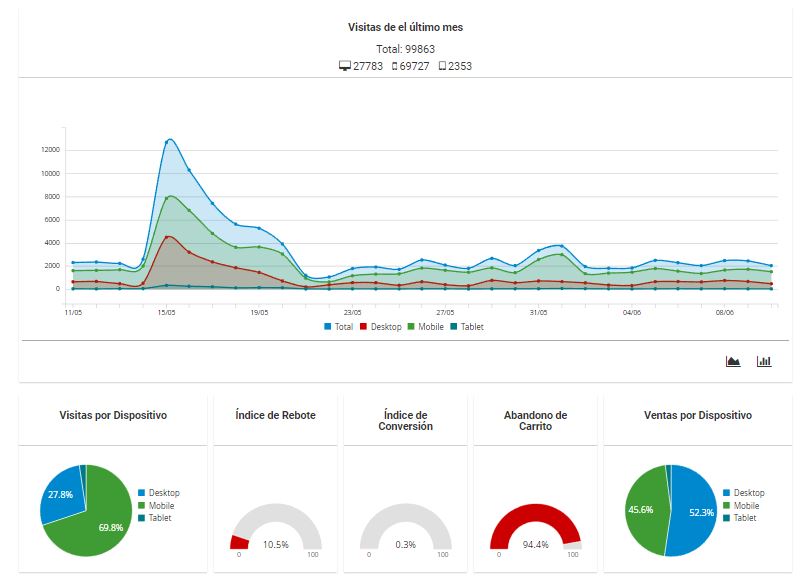 Visitas de el último mes
Total: 99863
27783 69727 2353
12000
10000
8000
6000
4000
2000
0
11/05 15/05 19/05 23/05 27/05 31/05 04/06 08/06
Total Desktop Mobile Tablet
Visitas por Dispositivo
27.8%
69.8%
Desktop
Mobile
Tablet
Índice de Rebote
10.5%
0 100
Índice de
Conversión
0.3%
0 100
Abandono de
Carrito
94.4%
0 100
Ventas por Dispositivo
45.6%
52.3%
Desktop
Mobile
Tablet